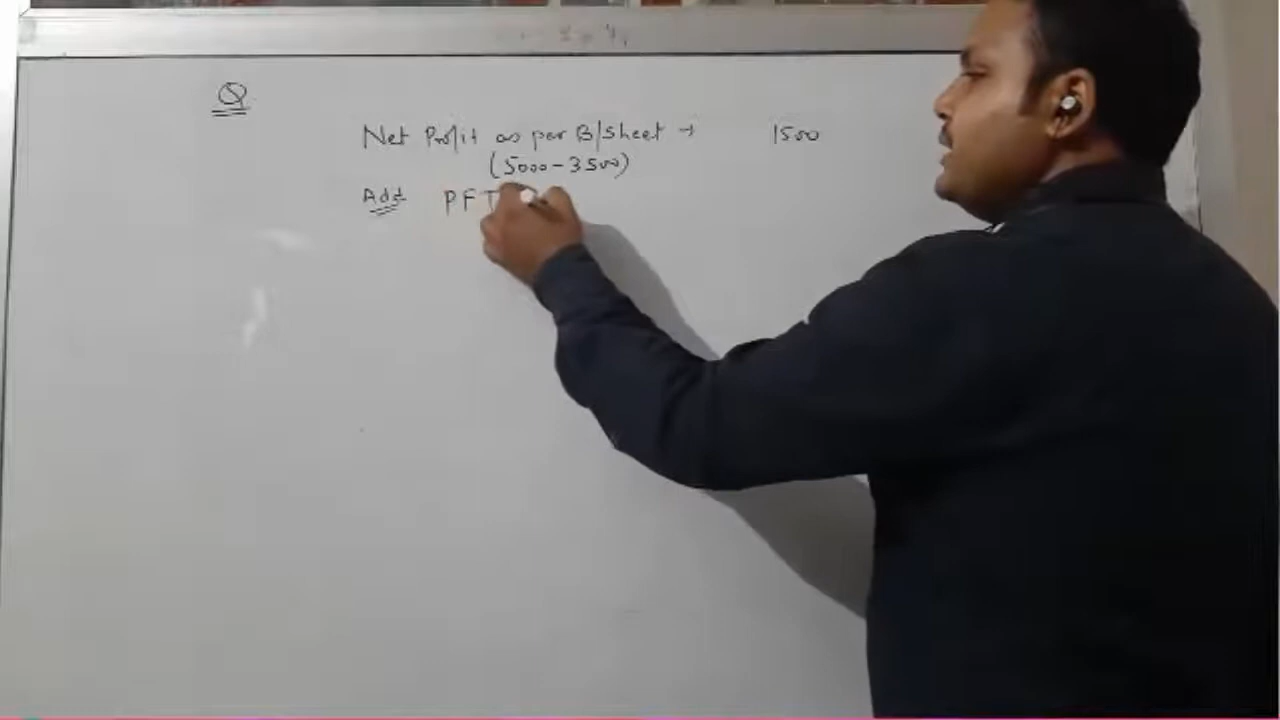 Q
Net Profit as per B/Sheet → 1500
(5000-3500)
Add PFT